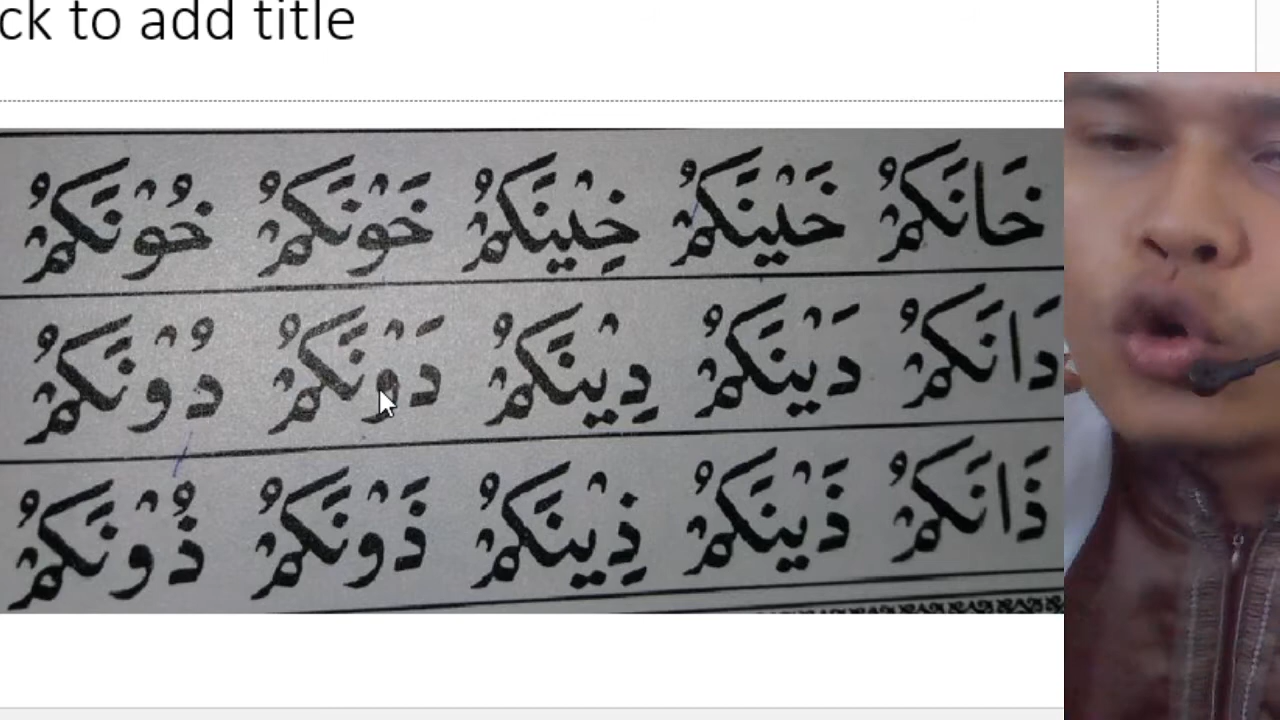 ck to add title
خَانَكُمْ خَيْنَكُمْ خِيْنَكُمْ خَوْنَكُمْ خُوْنَكُمْ
دَانَكُمْ دَيْنَكُمْ دِيْنَكُمْ دَوْنَكُمْ دُوْنَكُمْ
ذَانَكُمْ ذَيْنَكُمْ ذِيْنَكُمْ ذَوْنَكُمْ ذُوْنَكُمْ